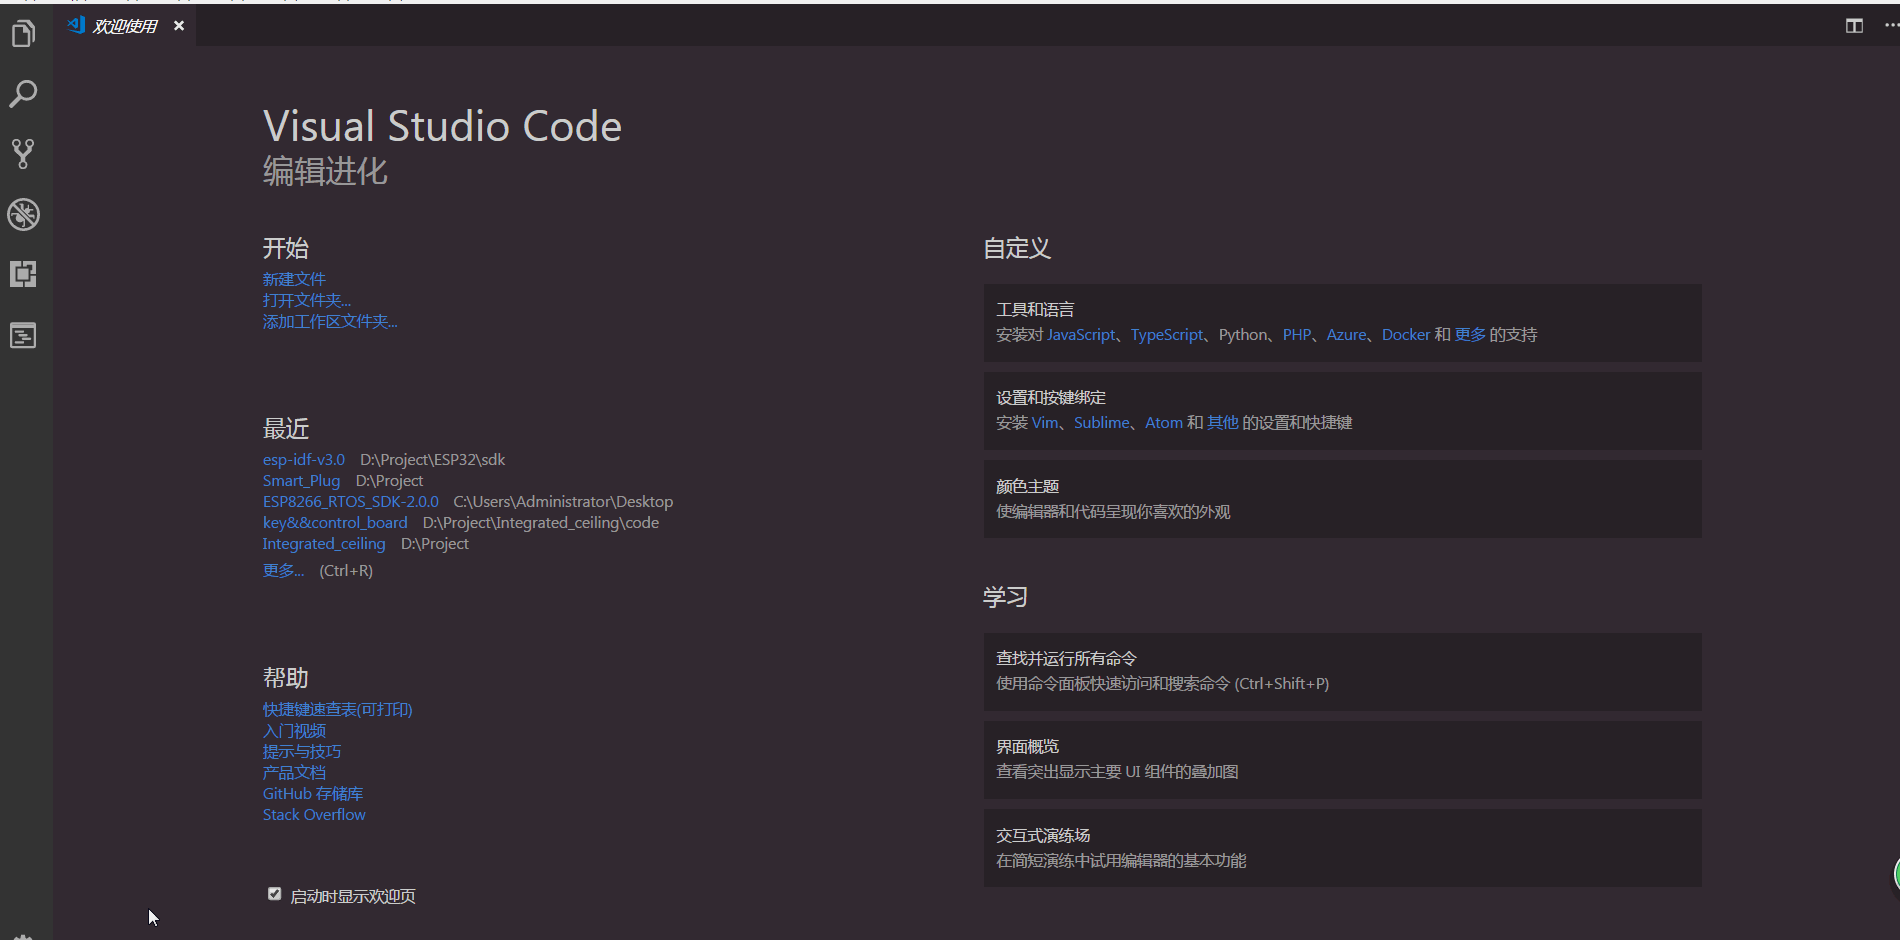 欢迎使用
Visual Studio Code
编辑进化
开始
新建文件
打开文件夹...
添加工作区文件夹...
最近
esp-idf-v3.0 D:\Project\ESP32\sdk
Smart_Plug D:\Project
ESP8266_RTOS_SDK-2.0.0 C:\Users\Administrator\Desktop
key&&control_board D:\Project\Integrated_ceiling\code
Integrated_ceiling D:\Project
更多... (Ctrl+R)
帮助
快捷键速查表(可打印)
入门视频
提示与技巧
产品文档
GitHub 存储库
Stack Overflow
启动时显示欢迎页
自定义
工具和语言
安装对 JavaScript、TypeScript、Python、PHP、Azure、Docker 和 更多 的支持
设置和按键绑定
安装 Vim、Sublime、Atom 和 其他 的设置和快捷键
颜色主题
使编辑器和代码呈现你喜欢的外观
学习
查找并运行所有命令
使用命令面板快速访问和搜索命令 (Ctrl+Shift+P)
界面概览
查看突出显示主要 UI 组件的叠加图
交互式演练场
在简短演练中试用编辑器的基本功能